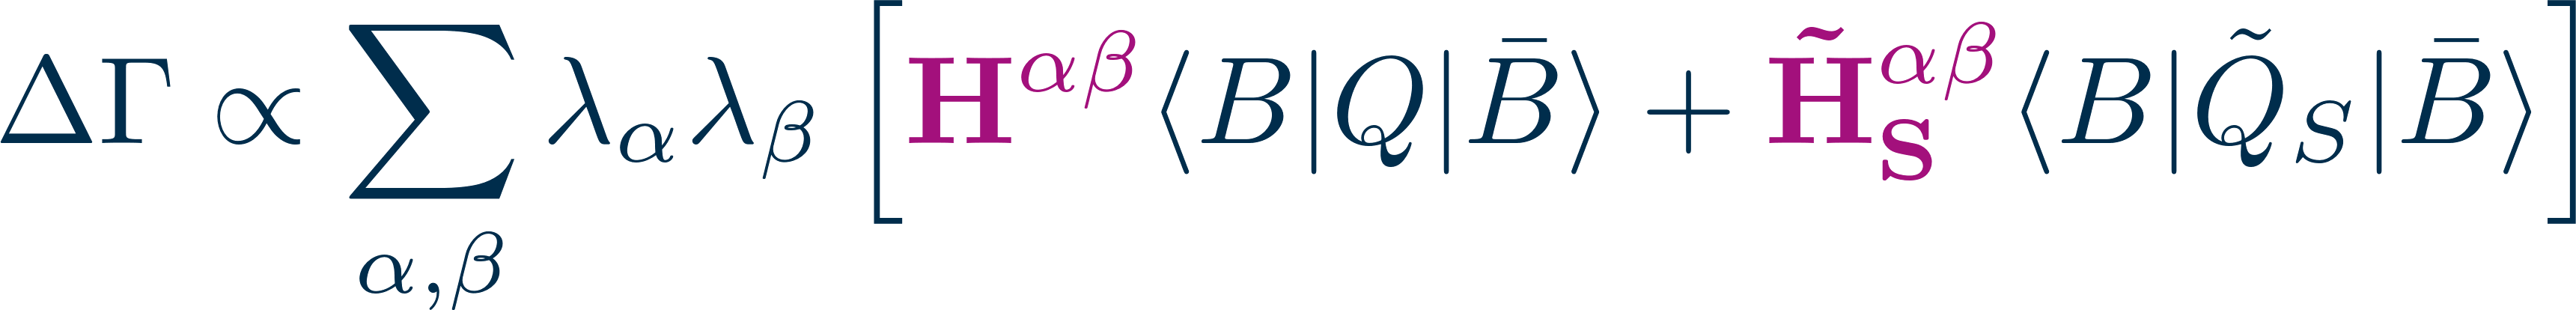 ΔΓ ∝ ∑_{α,β} λ_α λ_β [ H^{αβ} ⟨B|Q|B̄⟩ + H̃_S^{αβ} ⟨B|Q̃_S|B̄⟩ ]